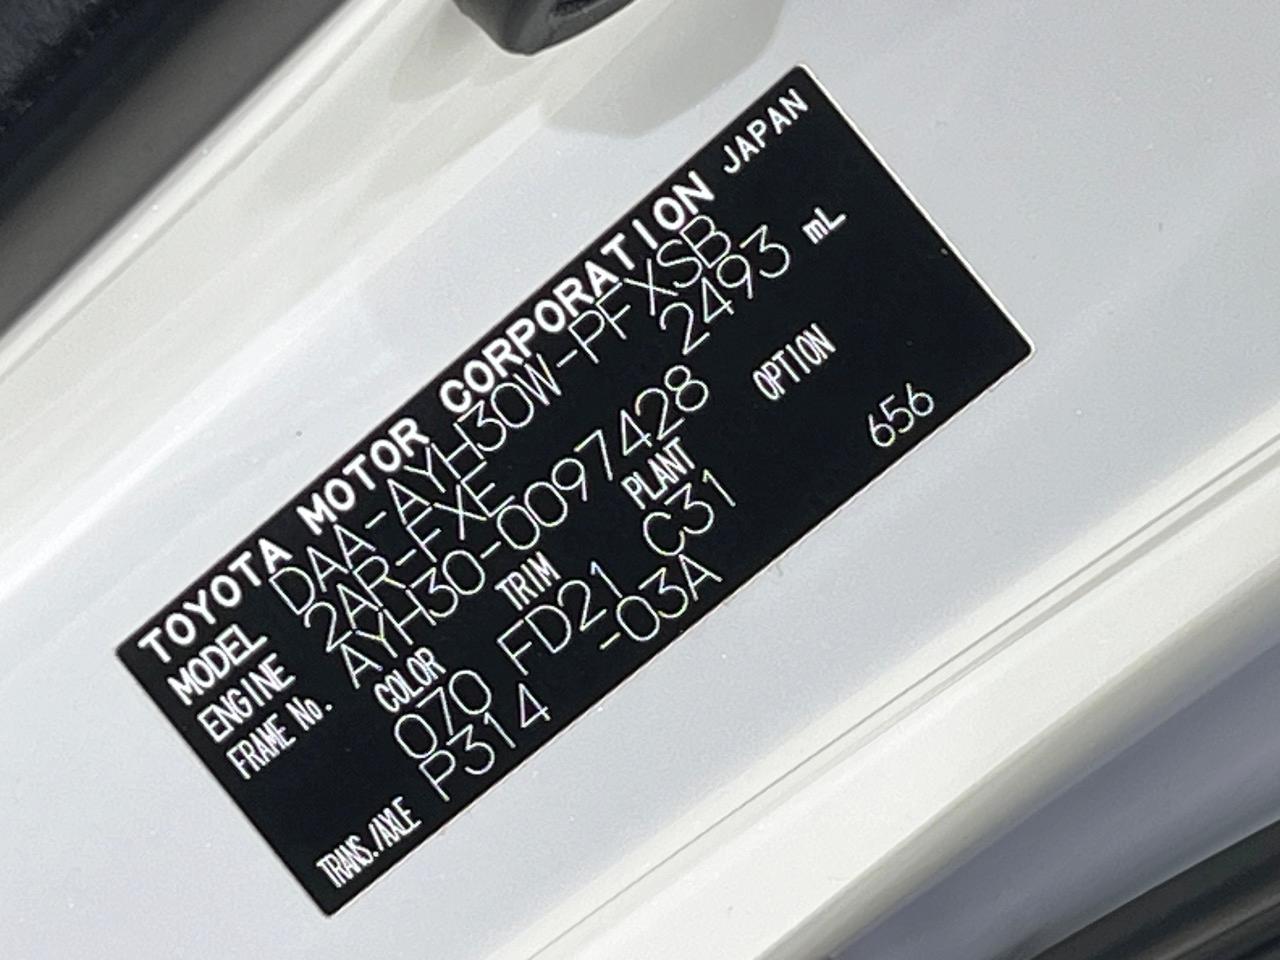 TOYOTA MOTOR CORPORATION JAPAN
MODEL DAA-AYH30W-PFXSB
ENGINE 2AR-FXE 2493 mL
FRAME No. AYH30-0097428
COLOR TRIM PLANT OPTION
070 FD21 C31 656
TRANS./AXLE P314 -03A